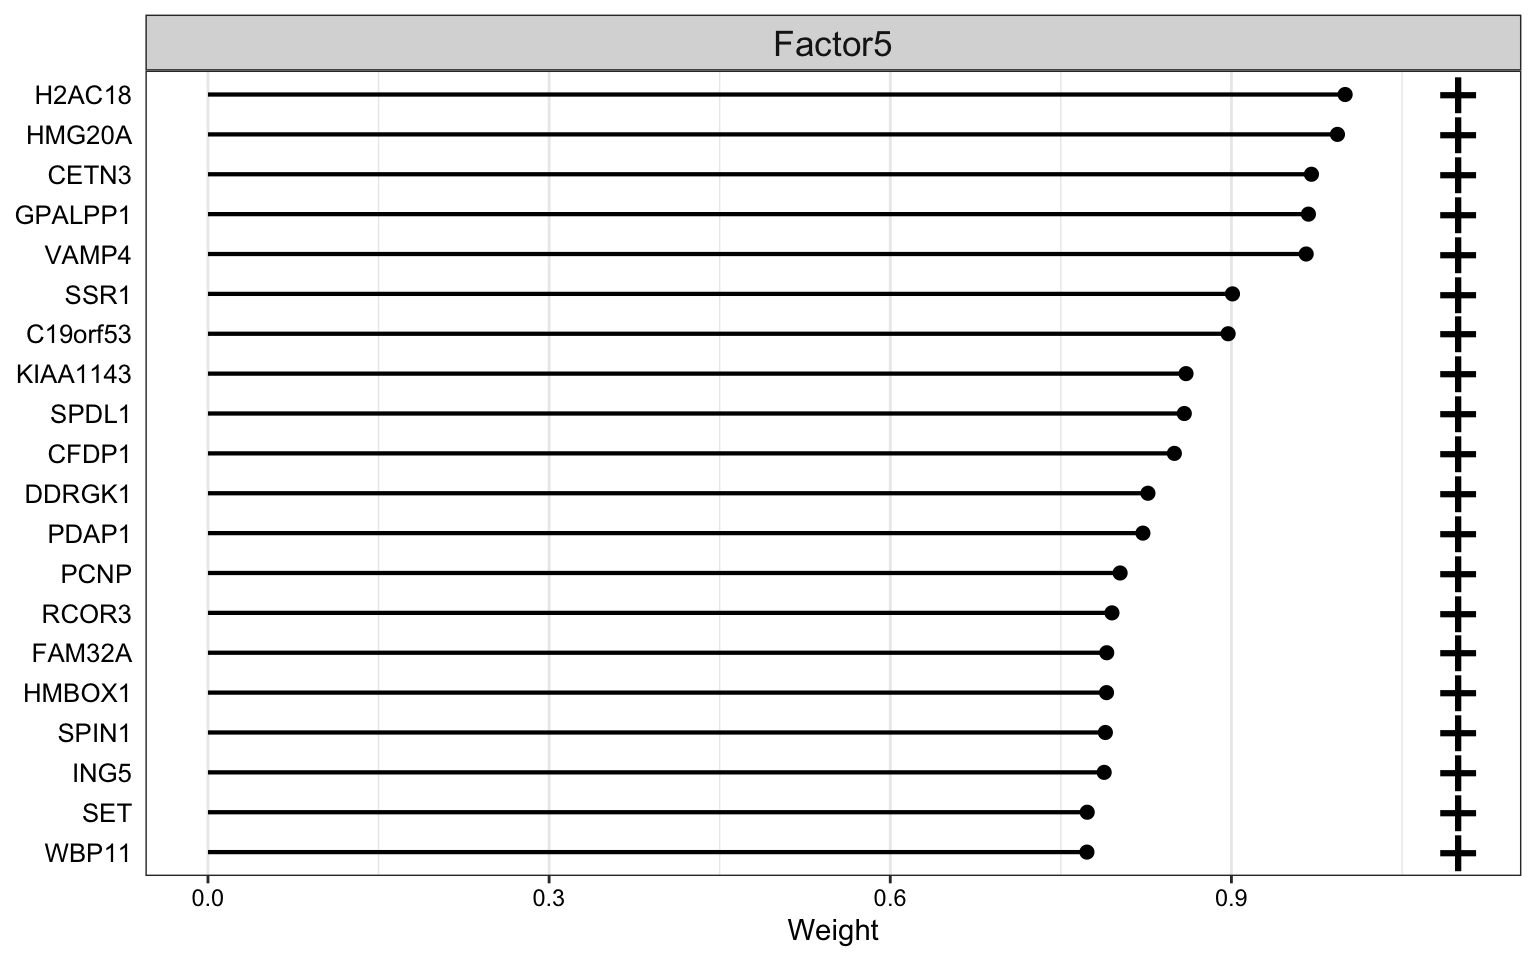 Factor5
H2AC18 +
HMG20A +
CETN3 +
GPALPP1 +
VAMP4 +
SSR1 +
C19orf53 +
KIAA1143 +
SPDL1 +
CFDP1 +
DDRGK1 +
PDAP1 +
PCNP +
RCOR3 +
FAM32A +
HMBOX1 +
SPIN1 +
ING5 +
SET +
WBP11 +
0.0 0.3 0.6 0.9
Weight